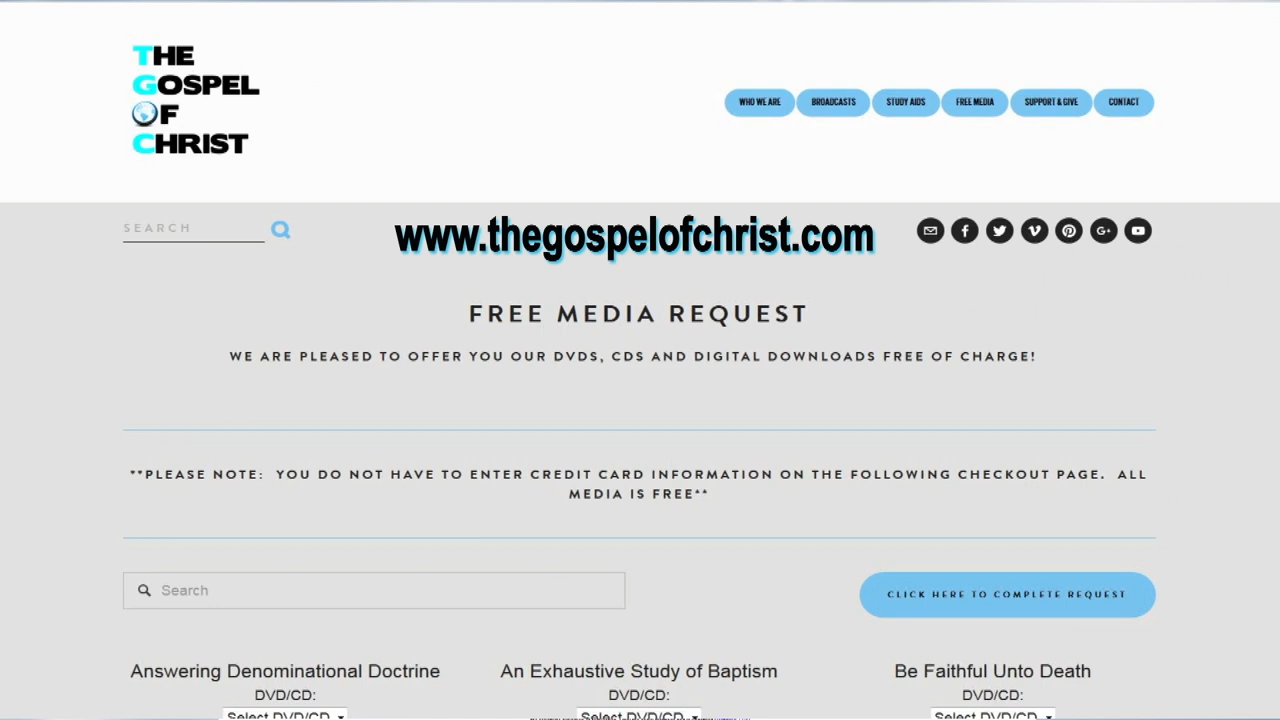 THE
GOSPEL
OF
CHRIST
WHO WE ARE BROADCASTS STUDY AIDS FREE MEDIA SUPPORT & GIVE CONTACT
SEARCH
www.thegospelofchrist.com
FREE MEDIA REQUEST
WE ARE PLEASED TO OFFER YOU OUR DVDS, CDS AND DIGITAL DOWNLOADS FREE OF CHARGE!
**PLEASE NOTE: YOU DO NOT HAVE TO ENTER CREDIT CARD INFORMATION ON THE FOLLOWING CHECKOUT PAGE. ALL
MEDIA IS FREE**
Search
CLICK HERE TO COMPLETE REQUEST
Answering Denominational Doctrine An Exhaustive Study of Baptism Be Faithful Unto Death
DVD/CD: DVD/CD: DVD/CD:
Select DVD/CD Select DVD/CD Select DVD/CD